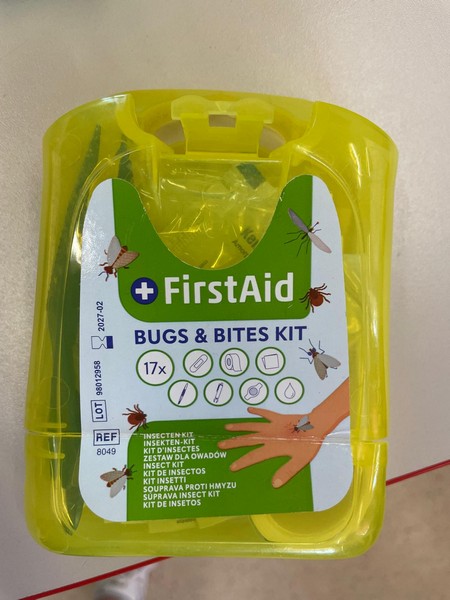 FirstAid
BUGS & BITES KIT
17x
2027-02
LOT 98012958
REF
8049
INSECTEN-KIT
INSEKTEN-KIT
KIT D'INSECTES
ZESTAW DLA OWADÓW
INSECT KIT
KIT DE INSECTOS
KIT INSETTI
SOUPRAVA PROTI HMYZU
SÚPRAVA INSECT KIT
KIT DE INSETOS